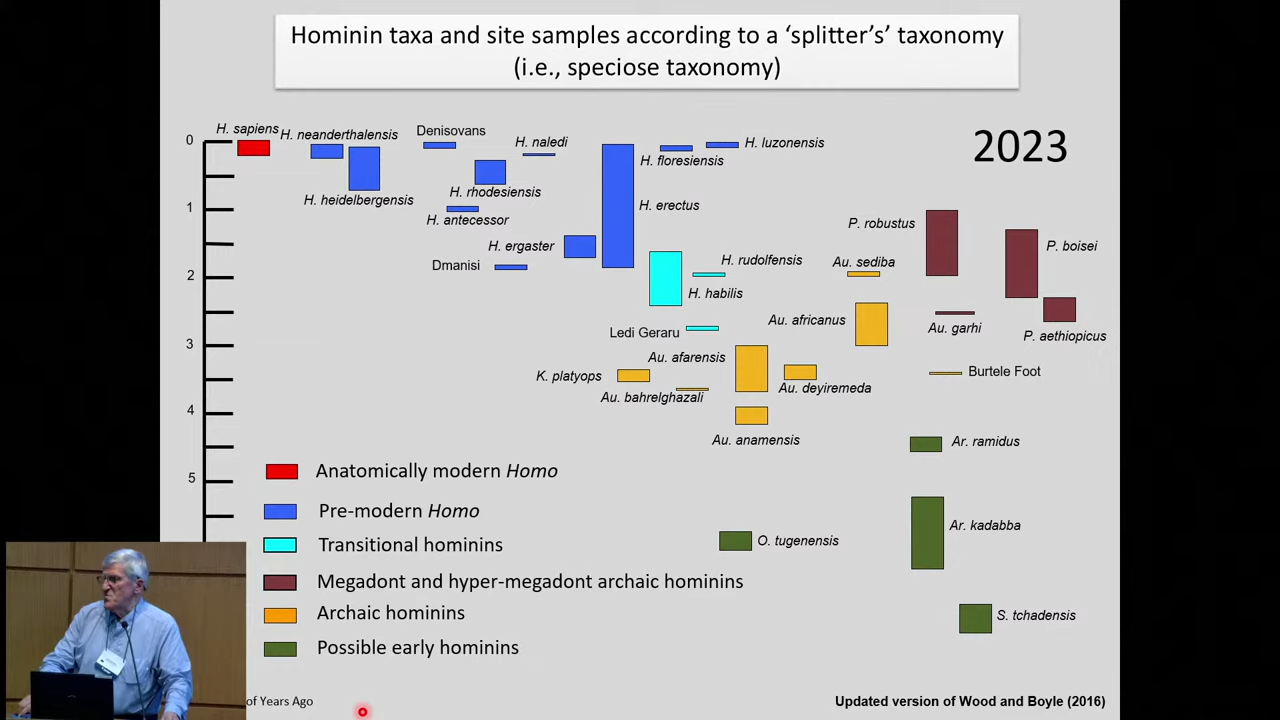 Hominin taxa and site samples according to a ‘splitter’s’ taxonomy
(i.e., speciose taxonomy)
2023
H. sapiens
H. neanderthalensis
Denisovans
H. naledi
H. luzonensis
0
H. floresiensis
H. heidelbergensis
H. rhodesiensis
H. erectus
1
H. antecessor
P. robustus
H. ergaster
P. boisei
Dmanisi
H. rudolfensis
Au. sediba
2
H. habilis
Au. africanus
Au. garhi
P. aethiopicus
Ledi Geraru
3
Au. afarensis
K. platyops
Burtele Foot
Au. bahrelghazali
Au. deyiremeda
4
Au. anamensis
Ar. ramidus
5
Anatomically modern Homo
Pre-modern Homo
Ar. kadabba
Transitional hominins
O. tugenensis
Megadont and hyper-megadont archaic hominins
Archaic hominins
S. tchadensis
Possible early hominins
of Years Ago
Updated version of Wood and Boyle (2016)